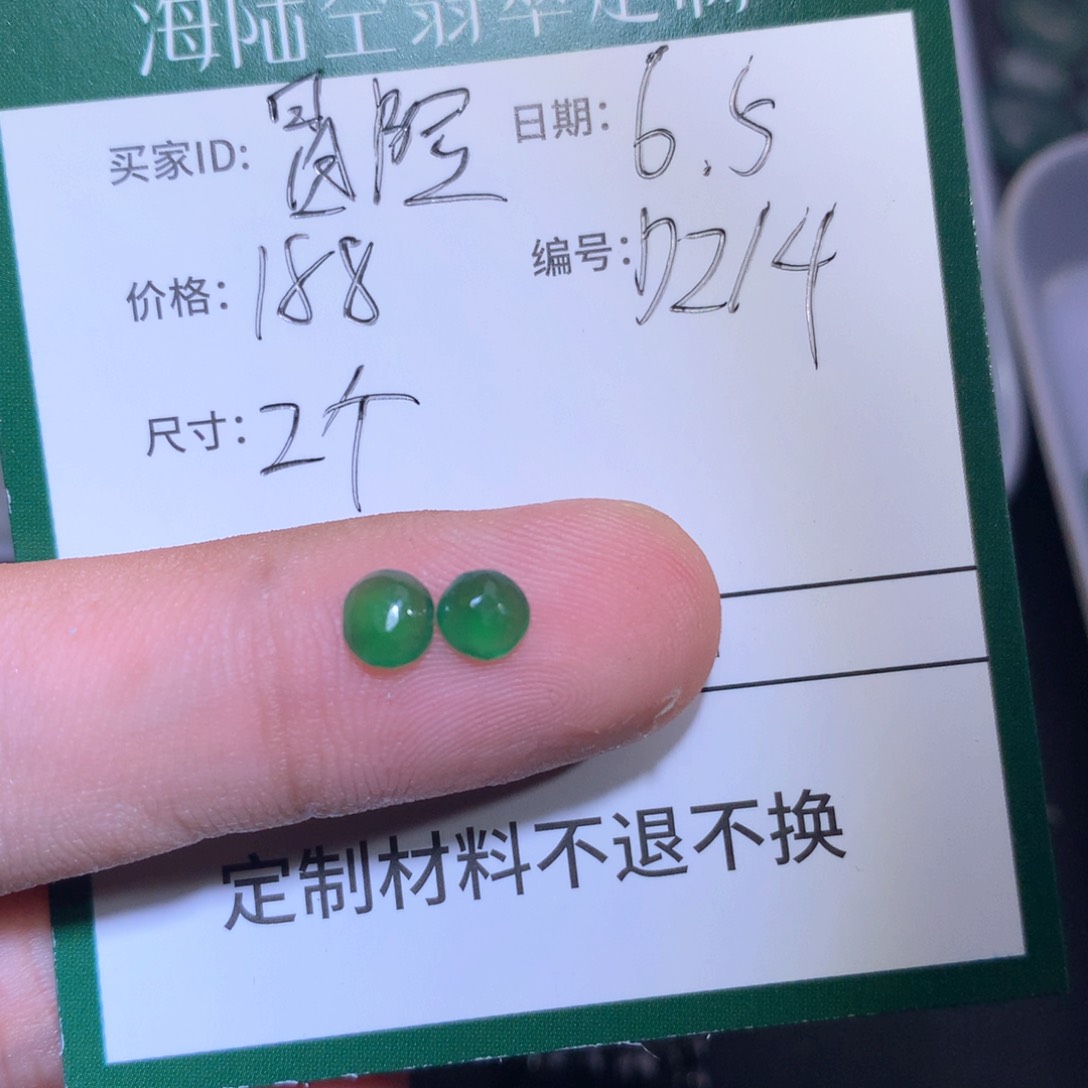 海陆空翡翠定制
买家ID: 日期: 6.5
价格: 188 编号: DZ14
尺寸: 2个
定制材料不退不换